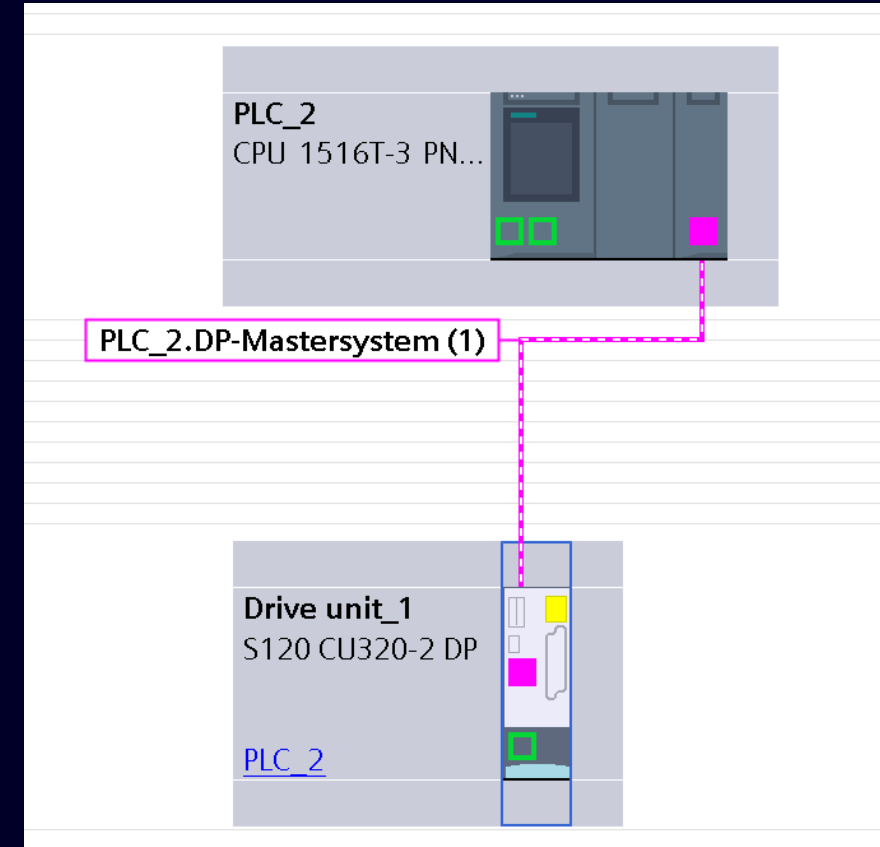 PLC_2
CPU 1516T-3 PN...
PLC_2.DP-Mastersystem (1)
Drive unit_1
S120 CU320-2 DP
PLC_2